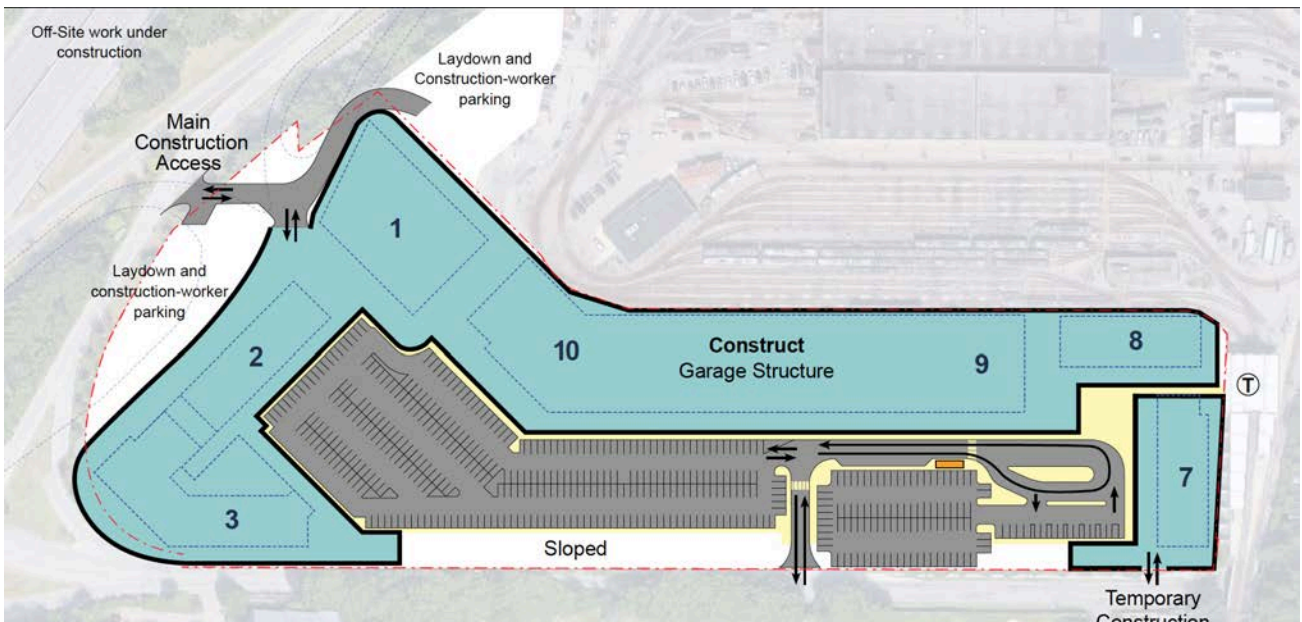 Off-Site work under
construction
Laydown and
Construction-worker
parking
Main
Construction
Access
1
Laydown and
construction-worker
parking
2
10
Construct
Garage Structure
9
8
T
7
3
Sloped
Temporary
Construction